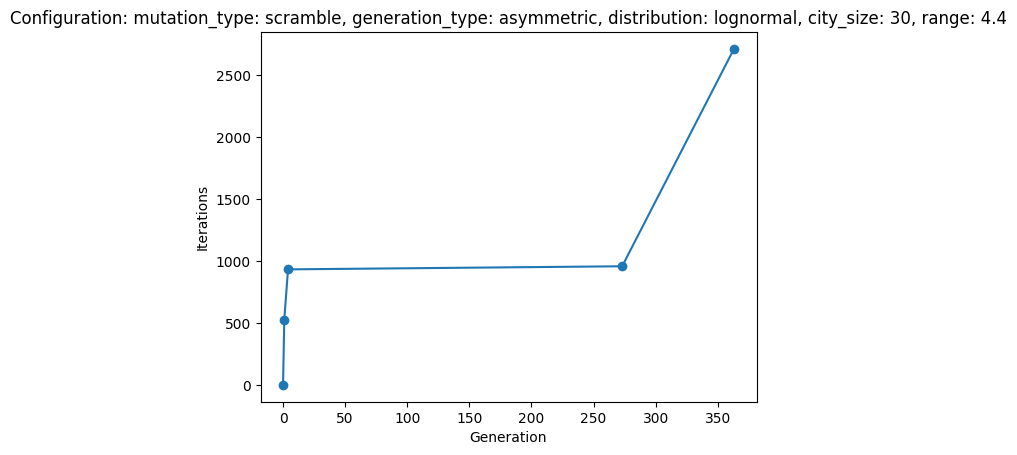 Configuration: mutation_type: scramble, generation_type: asymmetric, distribution: lognormal, city_size: 30, range: 4.4
2500
2000
1500
1000
500
0
Iterations
0 50 100 150 200 250 300 350
Generation